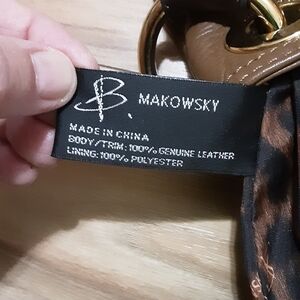 B. MAKOWSKY
MADE IN CHINA
BODY/TRIM: 100% GENUINE LEATHER
LINING: 100% POLYESTER